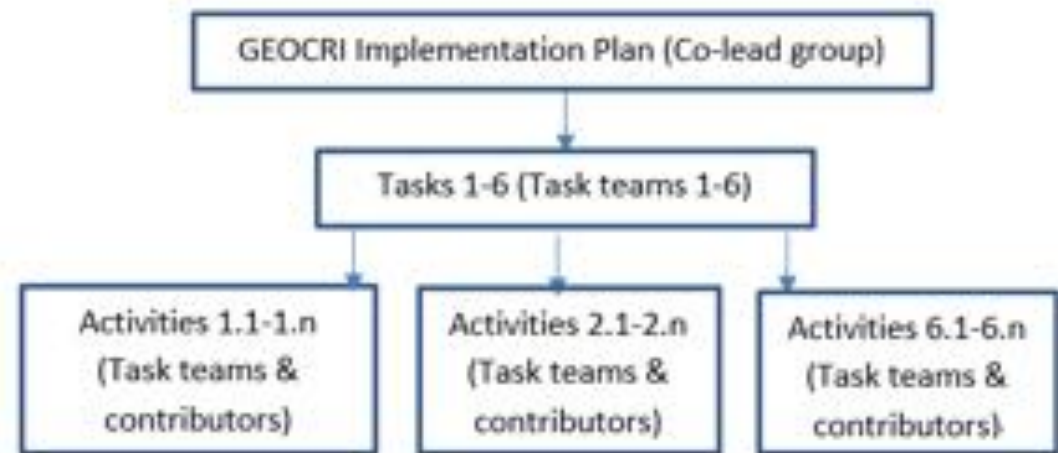 GEOCRI Implementation Plan (Co-lead group)
Tasks 1-6 (Task teams 1-6)
Activities 1.1-1.n
(Task teams &
contributors)
Activities 2.1-2.n
(Task teams &
contributors)
Activities 6.1-6.n
(Task teams &
contributors)